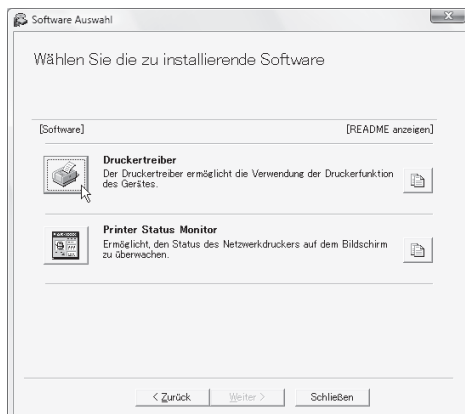 Software Auswahl
Wählen Sie die zu installierende Software
[Software] [README anzeigen]
Druckertreiber
Der Druckertreiber ermöglicht die Verwendung der Druckerfunktion
des Gerätes.
Printer Status Monitor
Ermöglicht, den Status des Netzwerkdruckers auf dem Bildschirm
zu überwachen.
< Zurück Weiter > Schließen